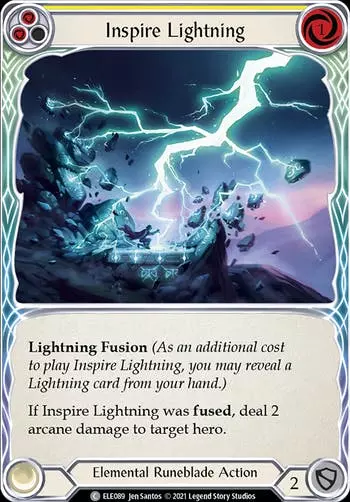 Inspire Lightning
1
Lightning Fusion (As an additional cost
to play Inspire Lightning, you may reveal a
Lightning card from your hand.)
If Inspire Lightning was fused, deal 2
arcane damage to target hero.
Elemental Runeblade Action
2
C ELE089 Jen Santos © 2021 Legend Story Studios